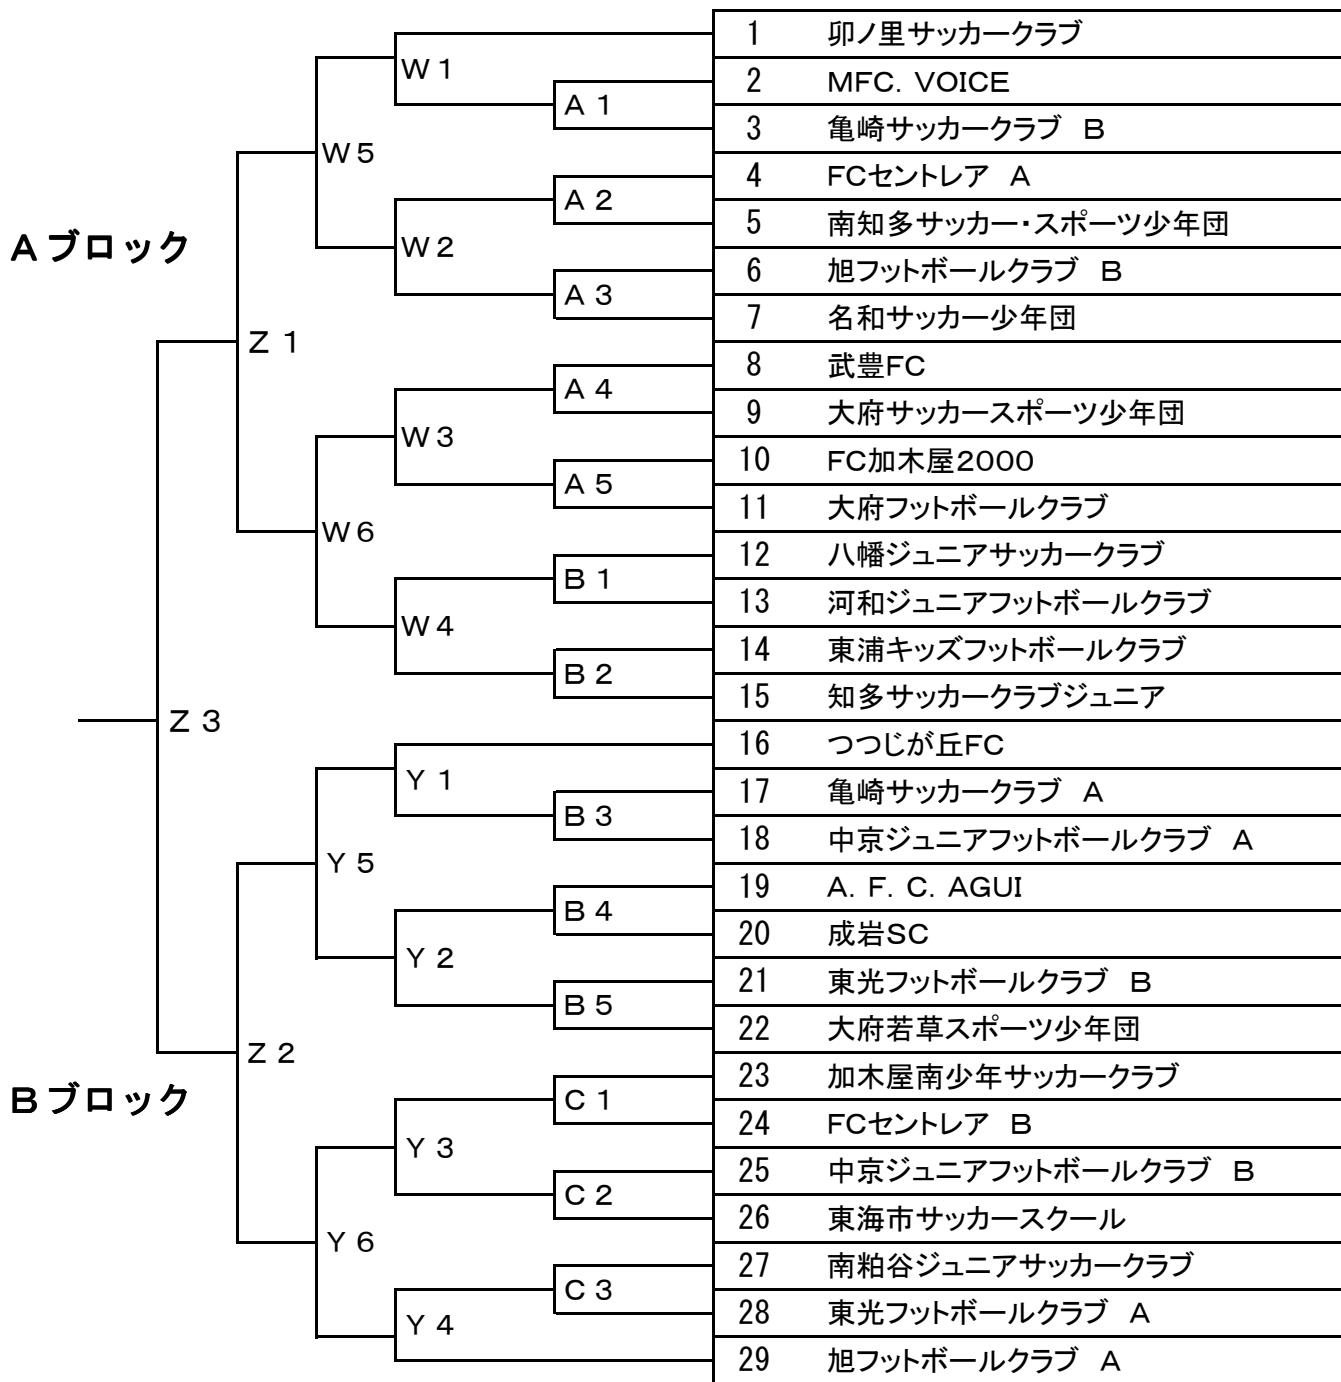 1 卯ノ里サッカークラブ
W1
2 MFC. VOICE
A1
3 亀崎サッカークラブ B
W5
4 FCセントレア A
A2
5 南知多サッカー・スポーツ少年団
Aブロック
W2
6 旭フットボールクラブ B
A3
7 名和サッカー少年団
Z1
8 武豊FC
A4
9 大府サッカースポーツ少年団
W3
10 FC加木屋2000
A5
11 大府フットボールクラブ
W6
12 八幡ジュニアサッカークラブ
B1
13 河和ジュニアフットボールクラブ
W4
14 東浦キッズフットボールクラブ
B2
15 知多サッカークラブジュニア
Z3
16 つつじが丘FC
Y1
17 亀崎サッカークラブ A
B3
18 中京ジュニアフットボールクラブ A
Y5
19 A. F. C. AGUI
B4
20 成岩SC
Y2
21 東光フットボールクラブ B
B5
22 大府若草スポーツ少年団
Z2
23 加木屋南少年サッカークラブ
Bブロック
C1
24 FCセントレア B
Y3
25 中京ジュニアフットボールクラブ B
C2
26 東海市サッカースクール
Y6
27 南粕谷ジュニアサッカークラブ
C3
28 東光フットボールクラブ A
Y4
29 旭フットボールクラブ A